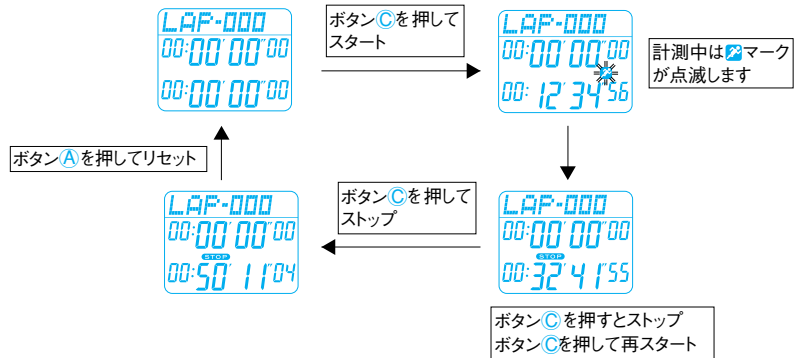 LAP-000
00:00'00"00
00:00'00"00
ボタンⒸを押して
スタート
LAP-000
00:00'00"00
00:12'34"56
計測中はマーク
が点滅します
ボタンⒶを押してリセット
LAP-000
00:00'00"00
STOP
00:50'11"04
ボタンⒸを押して
ストップ
LAP-000
00:00'00"00
STOP
00:32'41"55
ボタンⒸを押すとストップ
ボタンⒸを押して再スタート